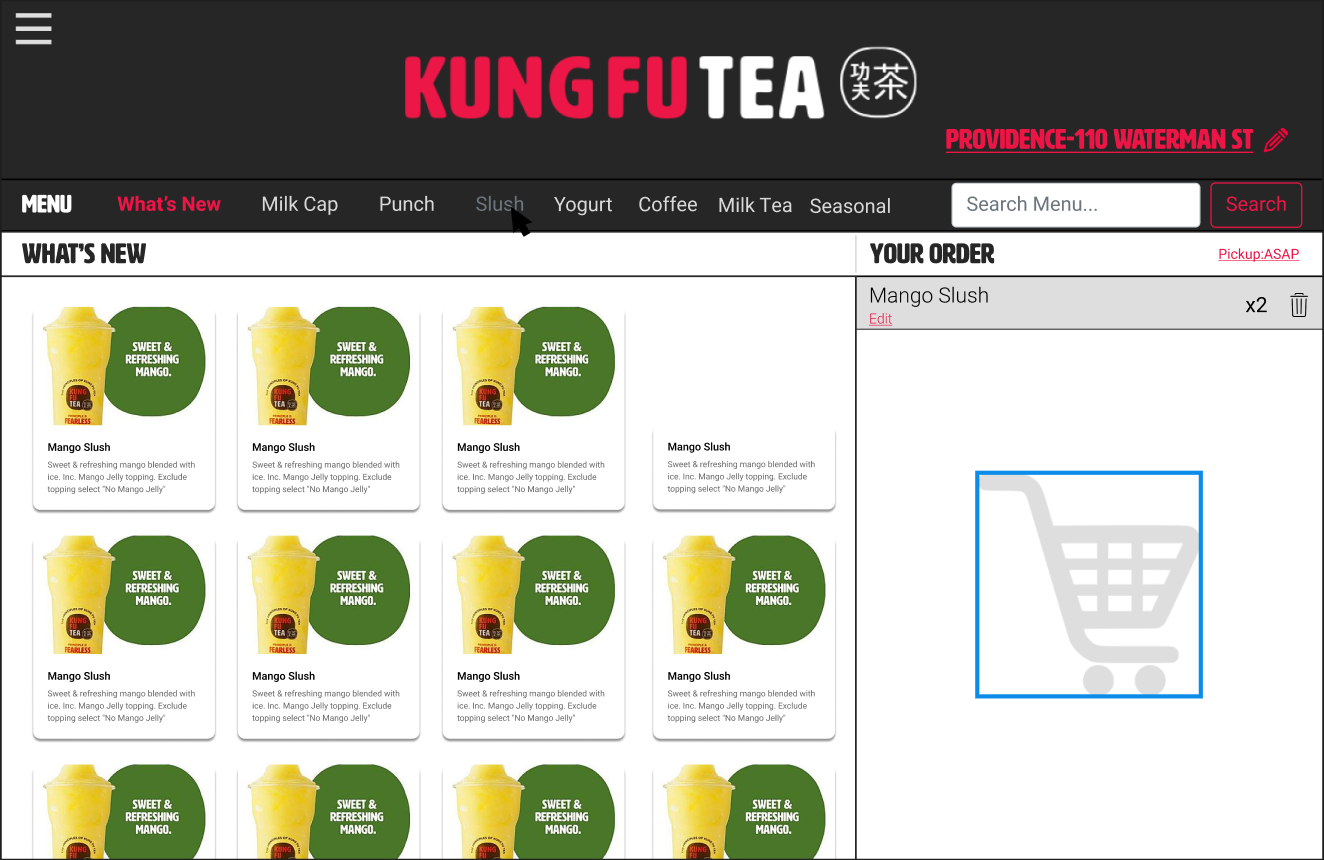 KUNG FU TEA 功夫茶
PROVIDENCE-110 WATERMAN ST
MENU What's New Milk Cap Punch Slush Yogurt Coffee Milk Tea Seasonal Search Menu... Search
WHAT'S NEW
YOUR ORDER
Pickup:ASAP
Mango Slush
x2
Edit
SWEET &
REFRESHING
MANGO.
KUNG
FU
TEA
FEARLESS
Mango Slush
Sweet & refreshing mango blended with
ice. Inc. Mango Jelly topping. Exclude
topping select "No Mango Jelly"
SWEET &
REFRESHING
MANGO.
KUNG
FU
TEA
FEARLESS
Mango Slush
Sweet & refreshing mango blended with
ice. Inc. Mango Jelly topping. Exclude
topping select "No Mango Jelly"
SWEET &
REFRESHING
MANGO.
KUNG
FU
TEA
FEARLESS
Mango Slush
Sweet & refreshing mango blended with
ice. Inc. Mango Jelly topping. Exclude
topping select "No Mango Jelly"
Mango Slush
Sweet & refreshing mango blended with
ice. Inc. Mango Jelly topping. Exclude
topping select "No Mango Jelly"
SWEET &
REFRESHING
MANGO.
KUNG
FU
TEA
FEARLESS
Mango Slush
Sweet & refreshing mango blended with
ice. Inc. Mango Jelly topping. Exclude
topping select "No Mango Jelly"
SWEET &
REFRESHING
MANGO.
KUNG
FU
TEA
FEARLESS
Mango Slush
Sweet & refreshing mango blended with
ice. Inc. Mango Jelly topping. Exclude
topping select "No Mango Jelly"
SWEET &
REFRESHING
MANGO.
KUNG
FU
TEA
FEARLESS
Mango Slush
Sweet & refreshing mango blended with
ice. Inc. Mango Jelly topping. Exclude
topping select "No Mango Jelly"
SWEET &
REFRESHING
MANGO.
KUNG
FU
TEA
FEARLESS
Mango Slush
Sweet & refreshing mango blended with
ice. Inc. Mango Jelly topping. Exclude
topping select "No Mango Jelly"
SWEET &
REFRESHING
MANGO.
KUNG
SWEET &
REFRESHING
MANGO.
KUNG
SWEET &
REFRESHING
MANGO.
KUNG
SWEET &
REFRESHING
MANGO.
KUNG